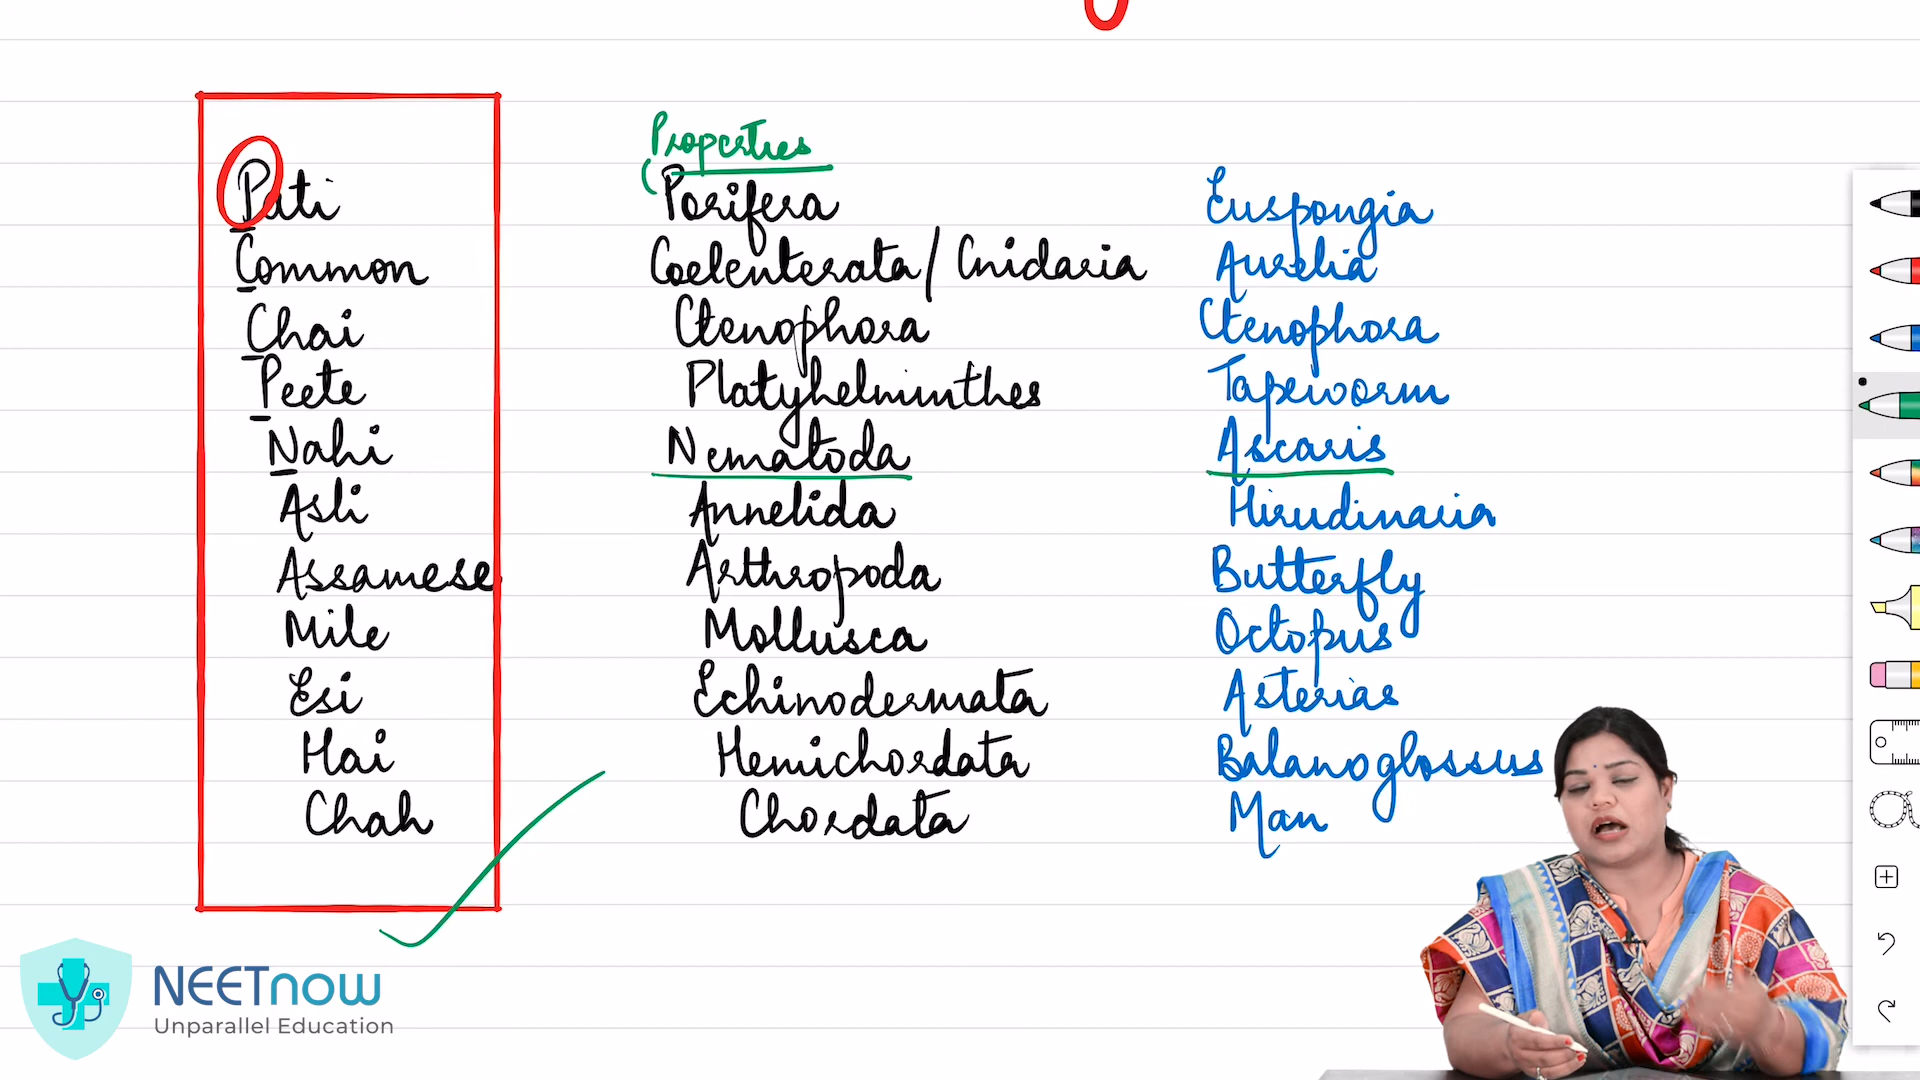 Properties
Pati Porifera Euspongia
Common Coelenterata / Cnidaria Aurelia
Chai Ctenophora Ctenophora
Peete Platyhelminthes Tapeworm
Nahi Nematoda Ascaris
Asli Annelida Hirudinaria
Assamese Arthropoda Butterfly
Mile Mollusca Octopus
Esi Echinodermata Asterias
Hai Hemichordata Balanoglossus
Chah Chordata Man
NEETnow
Unparallel Education